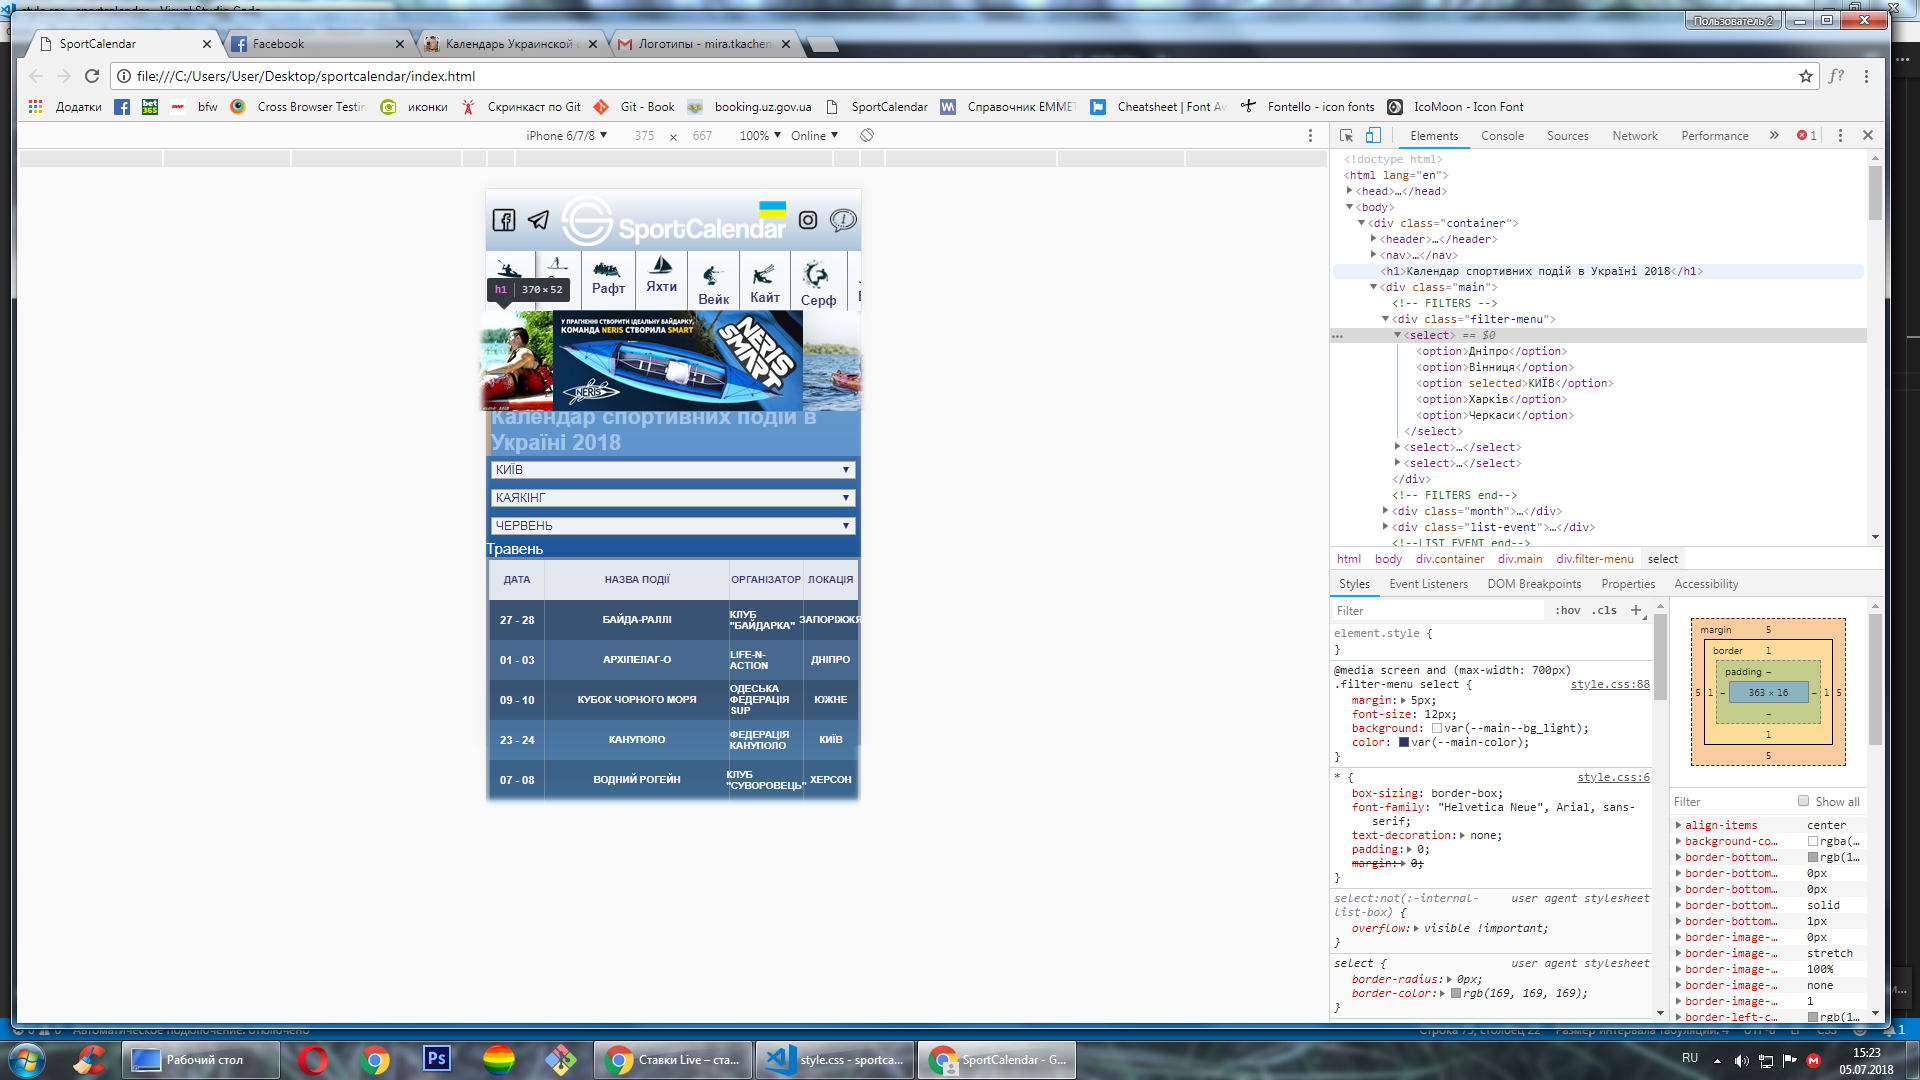 Пользователь 2
SportCalendar
Facebook
Календарь Украинской с
Логотипы - mira.tkachen
file:///C:/Users/User/Desktop/sportcalendar/index.html
f?
Додатки
bet365
bfw
Cross Browser Testin
иконки
Скринкаст по Git
Git - Book
booking.uz.gov.ua
SportCalendar
Справочник EMMET
Cheatsheet | Font Aw
Fontello - icon fonts
IcoMoon - Icon Font
iPhone 6/7/8 ▼ 375 x 667 100% ▼ Online ▼
SportCalendar
Рафт
Яхти
Вейк
Кайт
Серф
h1 370×52
У ПРАГНЕННІ СТВОРИТИ ІДЕАЛЬНУ БАЙДАРКУ,
КОМАНДА NERIS СТВОРИЛА SMART
NERIS
SMART
NERIS
Календар спортивних подій в
Україні 2018
КИЇВ
КАЯКІНГ
ЧЕРВЕНЬ
Травень
ДАТА НАЗВА ПОДІЇ ОРГАНІЗАТОР ЛОКАЦІЯ
27 - 28 БАЙДА-РАЛЛІ КЛУБ "БАЙДАРКА" ЗАПОРІЖЖЯ
01 - 03 АРХІПЕЛАГ-О LIFE-N-ACTION ДНІПРО
09 - 10 КУБОК ЧОРНОГО МОРЯ ОДЕСЬКА ФЕДЕРАЦІЯ SUP ЮЖНЕ
23 - 24 КАНУПОЛО ФЕДЕРАЦІЯ КАНУПОЛО КИЇВ
07 - 08 ВОДНИЙ РОГЕЙН КЛУБ "СУВОРОВЕЦЬ" ХЕРСОН
Elements Console Sources Network Performance » 1
<!doctype html>
<html lang="en">
<head>…</head>
<body>
<div class="container">
<header>…</header>
<nav>…</nav>
<h1>Календар спортивних подій в Україні 2018</h1>
<div class="main">
<!-- FILTERS -->
<div class="filter-menu">
<select> == $0
<option>Дніпро</option>
<option>Вінниця</option>
<option selected>КИЇВ</option>
<option>Харків</option>
<option>Черкаси</option>
</select>
<select>…</select>
<select>…</select>
</div>
<!-- FILTERS end-->
<div class="month">…</div>
<div class="list-event">…</div>
<!--LIST EVENT end-->
html body div.container div.main div.filter-menu select
Styles Event Listeners DOM Breakpoints Properties Accessibility
Filter :hov .cls +
element.style {
}
@media screen and (max-width: 700px)
.filter-menu select { style.css:88
margin: 5px;
font-size: 12px;
background: var(--main--bg_light);
color: var(--main-color);
}
* { style.css:6
box-sizing: border-box;
font-family: "Helvetica Neue", Arial, sans-
serif;
text-decoration: none;
padding: 0;
margin: 0;
}
select:not(:-internal- user agent stylesheet
list-box) {
overflow: visible !important;
}
select { user agent stylesheet
border-radius: 0px;
border-color: rgb(169, 169, 169);
}
margin 5
border 1
padding –
5 1 – 363 × 16 – 1 5
–
1
5
Filter Show all
align-items center
background-co… rgba(…
border-bottom… rgb(1…
border-bottom… 0px
border-bottom… 0px
border-bottom… solid
border-bottom… 1px
border-image-… 0px
border-image-… stretch
border-image-… 100%
border-image-… none
border-image-… 1
border-left-c… rgb(1…
Рабочий стол
Ps
Ставки Live – ста...
style.css - sportca...
SportCalendar - G...
RU
15:23
05.07.2018